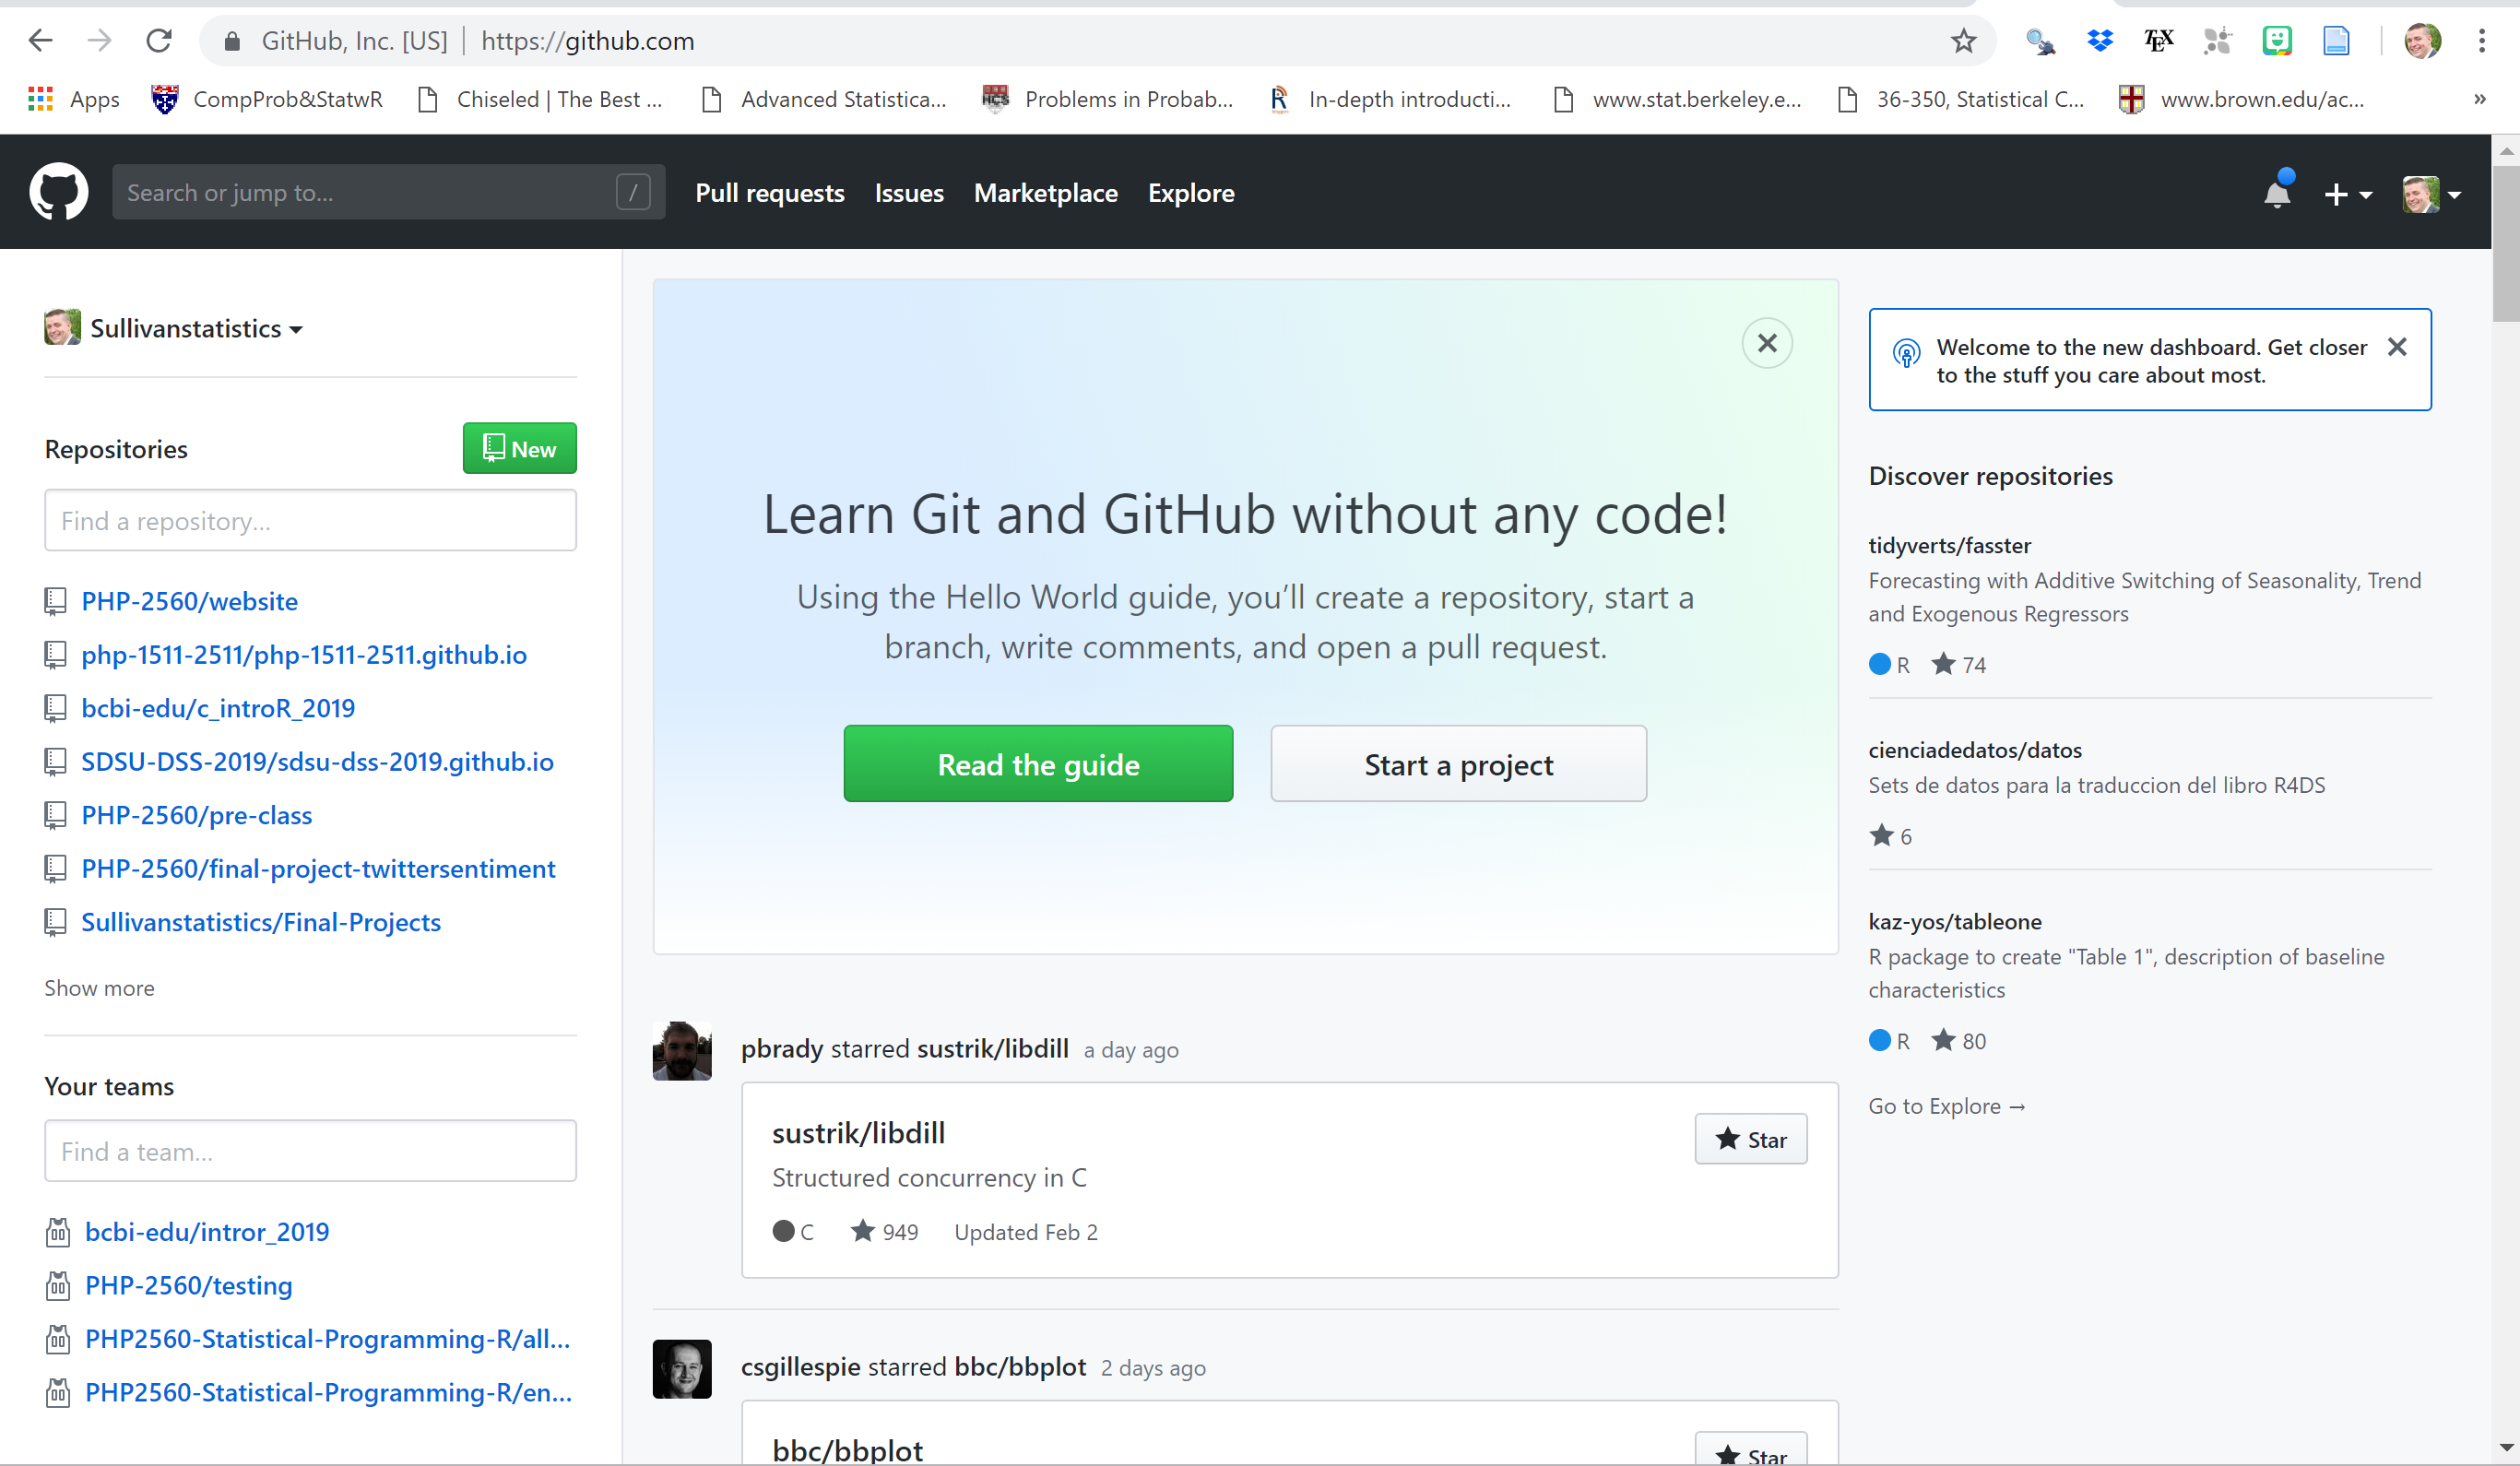 GitHub, Inc. [US] | https://github.com
TEX
Apps
CompProb&StatwR
Chiseled | The Best ...
Advanced Statistica...
HCS
Problems in Probab...
R
In-depth introducti...
www.stat.berkeley.e...
36-350, Statistical C...
www.brown.edu/ac...
»
Search or jump to...
/
Pull requests
Issues
Marketplace
Explore
Sullivanstatistics
Repositories
New
Find a repository...
PHP-2560/website
php-1511-2511/php-1511-2511.github.io
bcbi-edu/c_introR_2019
SDSU-DSS-2019/sdsu-dss-2019.github.io
PHP-2560/pre-class
PHP-2560/final-project-twittersentiment
Sullivanstatistics/Final-Projects
Show more
Your teams
Find a team...
bcbi-edu/intror_2019
PHP-2560/testing
PHP2560-Statistical-Programming-R/all...
PHP2560-Statistical-Programming-R/en...
Learn Git and GitHub without any code!
Using the Hello World guide, you’ll create a repository, start a
branch, write comments, and open a pull request.
Read the guide
Start a project
pbrady starred sustrik/libdill a day ago
sustrik/libdill
Star
Structured concurrency in C
C 949 Updated Feb 2
csgillespie starred bbc/bbplot 2 days ago
bbc/bbplot
Star
Welcome to the new dashboard. Get closer
to the stuff you care about most.
Discover repositories
tidyverts/fasster
Forecasting with Additive Switching of Seasonality, Trend
and Exogenous Regressors
R 74
cienciadedatos/datos
Sets de datos para la traduccion del libro R4DS
6
kaz-yos/tableone
R package to create "Table 1", description of baseline
characteristics
R 80
Go to Explore →